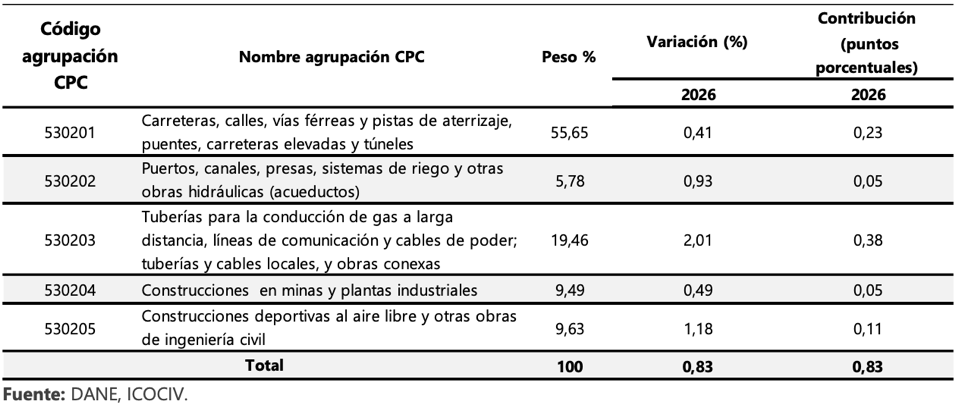 Código agrupación CPC | Nombre agrupación CPC | Peso % | Variación (%) | Contribución (puntos porcentuales)
2026 | 2026
530201 | Carreteras, calles, vías férreas y pistas de aterrizaje, puentes, carreteras elevadas y túneles | 55,65 | 0,41 | 0,23
530202 | Puertos, canales, presas, sistemas de riego y otras obras hidráulicas (acueductos) | 5,78 | 0,93 | 0,05
530203 | Tuberías para la conducción de gas a larga distancia, líneas de comunicación y cables de poder; tuberías y cables locales, y obras conexas | 19,46 | 2,01 | 0,38
530204 | Construcciones en minas y plantas industriales | 9,49 | 0,49 | 0,05
530205 | Construcciones deportivas al aire libre y otras obras de ingeniería civil | 9,63 | 1,18 | 0,11
Total | 100 | 0,83 | 0,83
Fuente: DANE, ICOCIV.